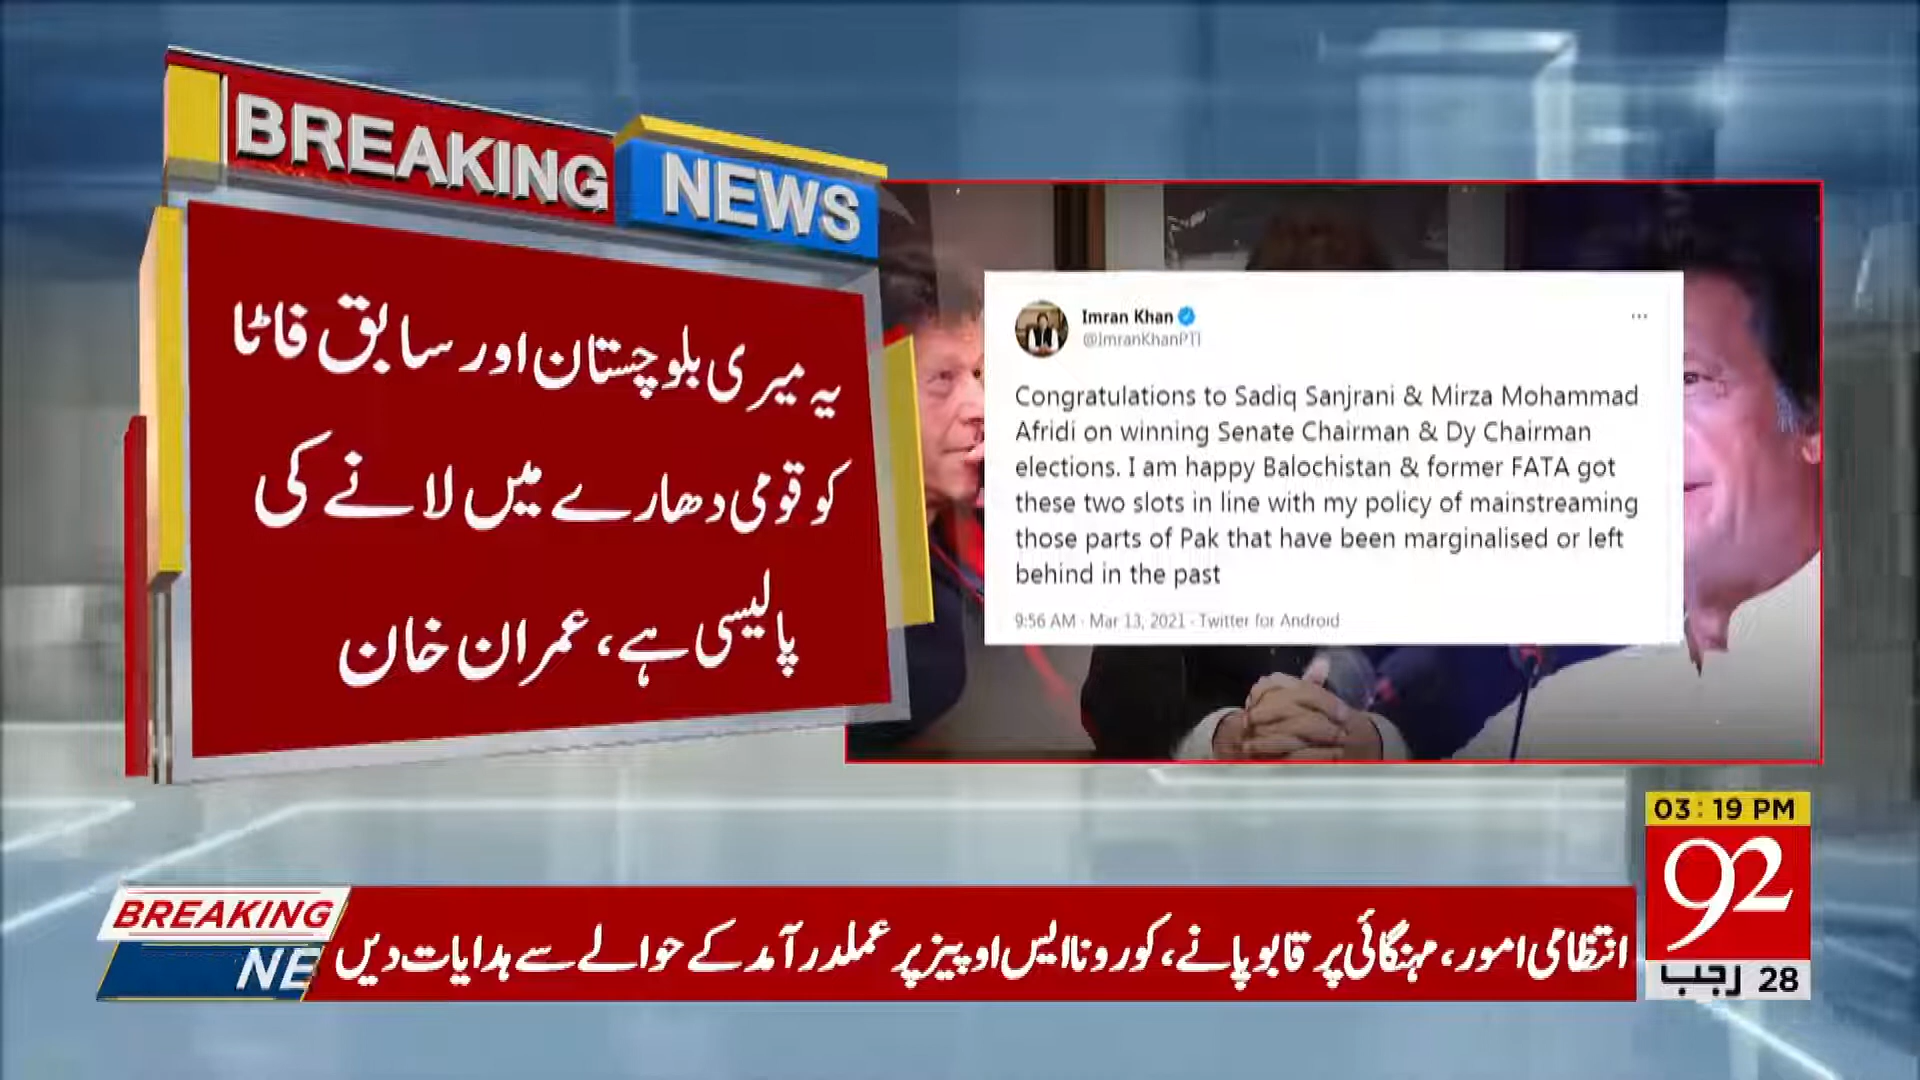 BREAKING NEWS
یہ میری بلوچستان اور سابق فاٹا
کو قومی دھارے میں لانے کی
پالیسی ہے، عمران خان
Imran Khan
@ImranKhanPTI
Congratulations to Sadiq Sanjrani & Mirza Mohammad
Afridi on winning Senate Chairman & Dy Chairman
elections. I am happy Balochistan & former FATA got
these two slots in line with my policy of mainstreaming
those parts of Pak that have been marginalised or left
behind in the past
9:56 AM · Mar 13, 2021 · Twitter for Android
03:19 PM
92
28 رجب
BREAKING
NE
انتظامی امور، مہنگائی پر قابو پانے، کورونا ایس او پیز پر عملدرآمد کے حوالے سے ہدایات دیں